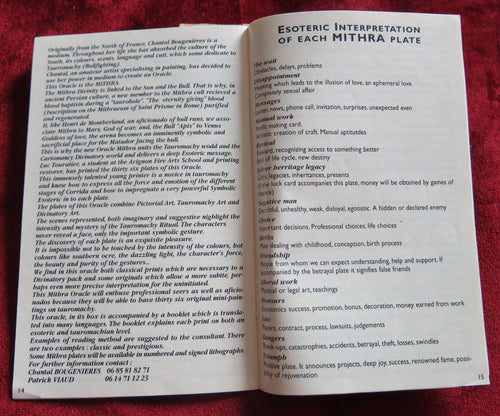 Originally from the North of France, Chantal Bougenières is a
medium. Throughout her life she has absorbed the culture of the
south, its colours, scents, language and cult, which some dedicate to
Tauromachy (Bullfighting).
Chantal, an amateur artist specialising in painting, has decided to
use her power in medium to create an Oracle.
This Oracle is the MITHRA.
The Mithra Divinity is linked to the Sun and the Bull. That is why, in
ancient Persian culture, a new member to the Mithra cult recieved a
blood baptism during a "taurobole". "The eternity giving" blood
(Inscription on the Mithraeum of Saint Prisme in Rome) purified
and regenerated
It, like Henri de Montherland, an aficionado of bull runs, we asso-
ciate Mithra to Mars, God of war, and, the Bull "Apis" to Venus
Goddess of love, the arena becomes an imminently symbolic and
sacrificial place for the Matador facing the bull.
This is why the new Oracle Mithra units the Tauromachy world and the
Cartomancy Divinatory world and delivers a deep Esoteric message.
Luc Touratier, a student at the Avignon Fire Arts School and printing
restorer, has printed the thirty six plates of this Oracle.
This immensely talented young printer is a novice in tauromachy
and knew how to express all the force and emotion of the different
stages of Corrida and how to impregnate a very powerful Symbolic
Esoteric in to each plate.
The plates of this Oracle combine Pictorial Art, Tauromachy Art and
Divinatory Art.
The scenes represented, both imaginary and suggestive nighlight the
intensity and mystery of the Tauromachy Ritual. The characters
never reveal a face, only the important symbolic gesture.
The discovery of each plate is an exquisite pleasure.
It is impossible not to be touched by the intensity of the colours, hot
colours like southern ocre, the dazzling light, the character's force,
the beauty and parity of the gestures...
We find in this oracle both classical prints which are necessary to a
Divinatory pack and some originals which allow a more subtle, per-
haps even more precise interpretation for the uninitiated.
This Mithra Oracle will enthuse professional seers as well as aficio-
nados because they will be able to have thirty six original mini-pain-
tings on tauromachy.
This oracle, in its box is accompanied by a booklet which is transla-
ted into many languages. The booklet explains each print on both an
esoteric and tauromachian level.
Examples of reading method are suggested to the consultant. There
are two examples : classic and prestigious.
Some Mithra plates will be available in numbered and signed lithographs.
For further information contact :
Chantal BOUGENIERES 06 85 81 82 71
Patrick VIAUD 06 14 71 12 23
14
ESOTERIC INTERPRETATION
OF EACH MITHRA PLATE
The wait
Obstacles, delays, problems
Disappointment
Meeting which leads to the illusion of love, an ephemeral love
Completely sexual affair
Messages
Letter, news, phone call, invitation, surprises, unexpected even
Manual work
Profit making card.
Artistic creation of craft. Manual aptitudes
Revival
Reward, recognizing access to something better
End of life cycle, new destiny
Vulver herritage legacy
Gifts, legacies, inheritances, presents
If the luck card accompanies this plate, money will be obtained by games of
chance)
Negative man
Deceitful, unhealthy, weak, disloyal, egotistic. A hidden or declared enemy
Choice
Important decisions. Professional choices, life choices
Births
Plan dealing with childhood, conception, birth process
Friendship
People from whom we can expect understanding, help and support. If
accompanied by the betrayal plate it signifies false friends
Liberal work
Medical or legal art, teachings
Honours
Economics success, promotion, bonus, decoration, money earned from work
Law
Papers, contract, process, lawsuits, judgements
Dangers
Break-ups, catastrophies, accidents, betrayal, theft, losses, swindles
Triumph
Positive plate. It announces projects, deep joy, success, renowned fame, possi-
bility of rejuvenation
15